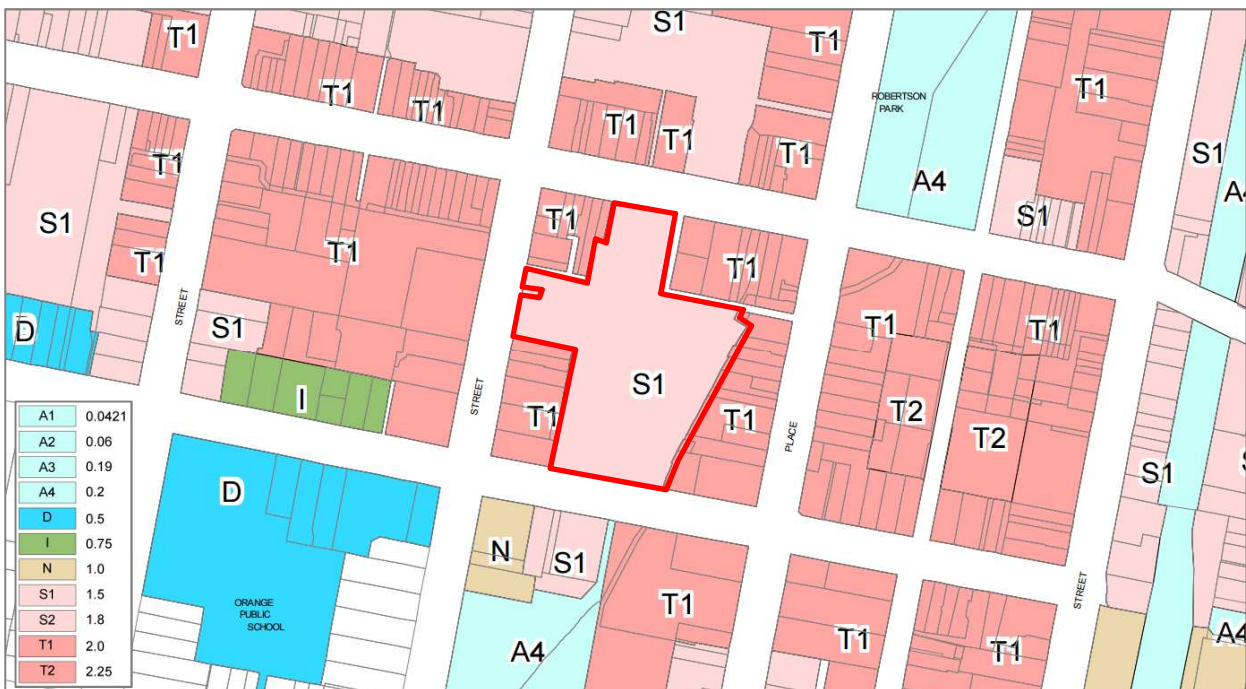 T1
S1
T1
T1
T1
ROBERTSON
PARK
T1
T1
T1
T1
T1
S1
A4
A4
S1
S1
T1
T1
T1
T1
T1
D
S1
STREET
T1
T1
S1
T2
T2
I
STREET
T1
T1
PLACE
S1
D
N
S1
ORANGE
PUBLIC
SCHOOL
A4
T1
T1
T1
STREET
A4
A1 0.0421
A2 0.06
A3 0.19
A4 0.2
D 0.5
I 0.75
N 1.0
S1 1.5
S2 1.8
T1 2.0
T2 2.25